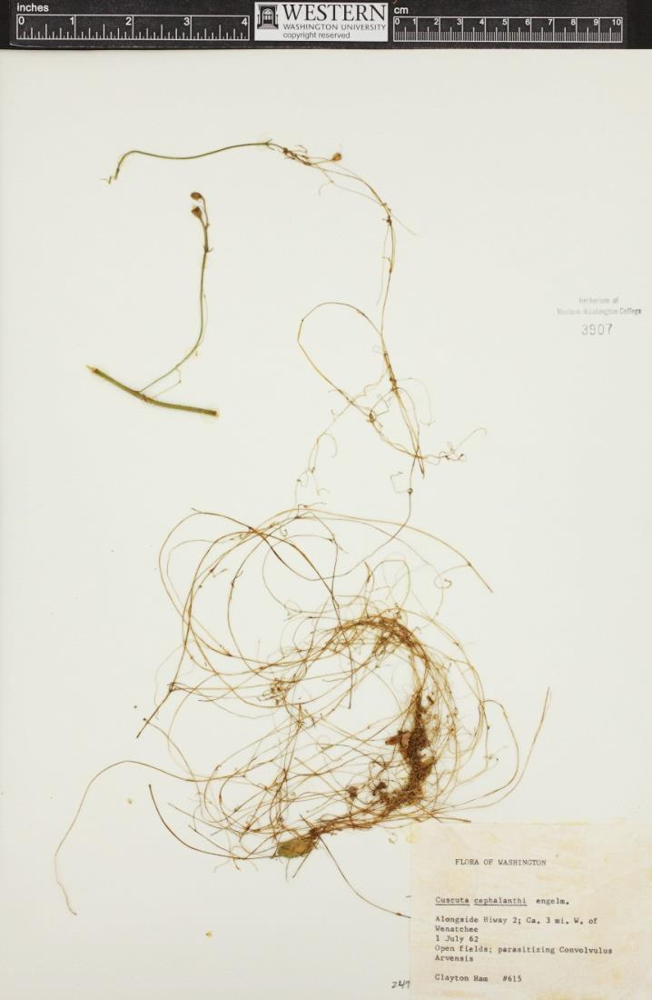 inches
0 1 2 3 4
WESTERN
WASHINGTON UNIVERSITY
copyright reserved
cm
0 1 2 3 4 5 6 7 8 9 10
Herbarium of
Western Washington College
3907
FLORA OF WASHINGTON
Cuscuta cephalanthi engelm.
Alongside Hiway 2; Ca. 3 mi. W. of
Wenatchee
1 July 62
Open fields; parasitizing Convolvulus
Arvensis
Clayton Ham #615
249